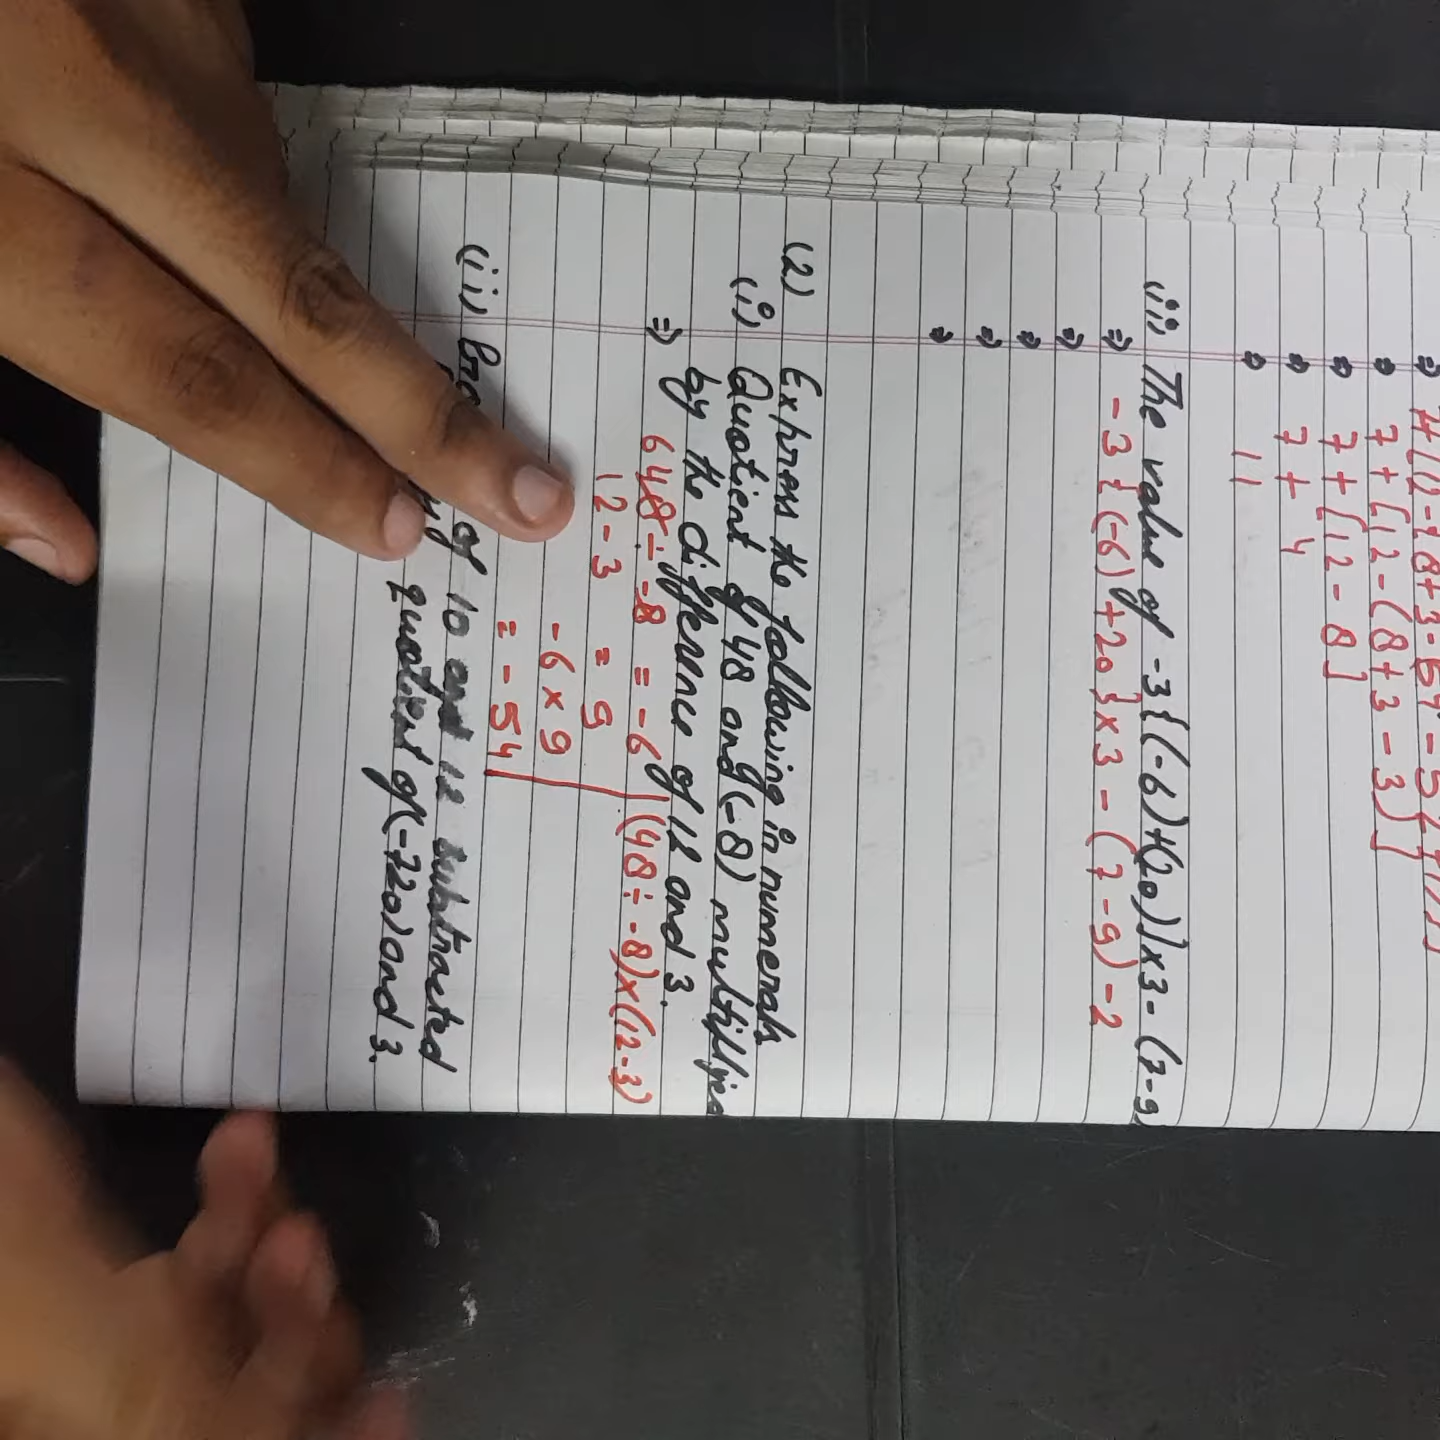 7 + [12 - (8 + 3 - 3)]
7 + [12 - 8]
7 + 4
11
(ii) The value of -3{(-6)+(20)}x3-(7-9)
⇒ -3{(-6)+20}x3-(7-9)-2
⇒
⇒
⇒
⇒
(2) Express the following in numerals
(i) Quotient of 48 and (-8) multiplied
by the difference of 12 and 3.
⇒ 648÷-8 = -6 (48÷-8)x(12-3)
12-3 = 9
-6 x 9
= -54
(ii) of 10 and 12 subtracted
quotient of (-720) and 3.